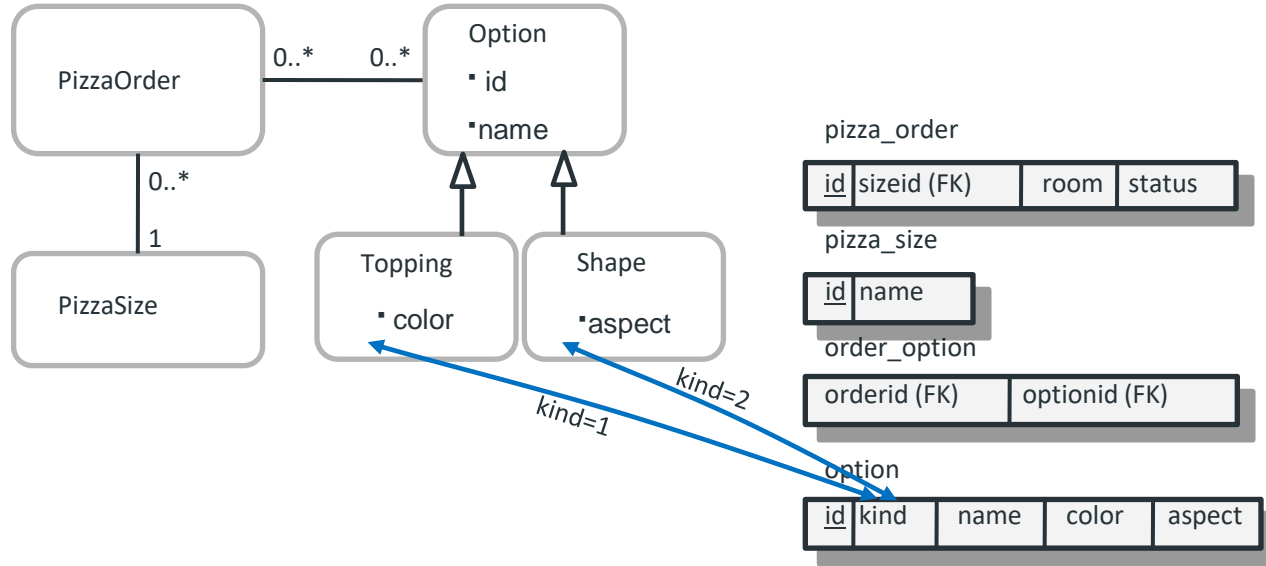 PizzaOrder
0..*
0..*
Option
▪ id
▪name
0..*
1
PizzaSize
Topping
▪ color
Shape
▪aspect
kind=1
kind=2
pizza_order
id sizeid (FK) room status
pizza_size
id name
order_option
orderid (FK) optionid (FK)
option
id kind name color aspect